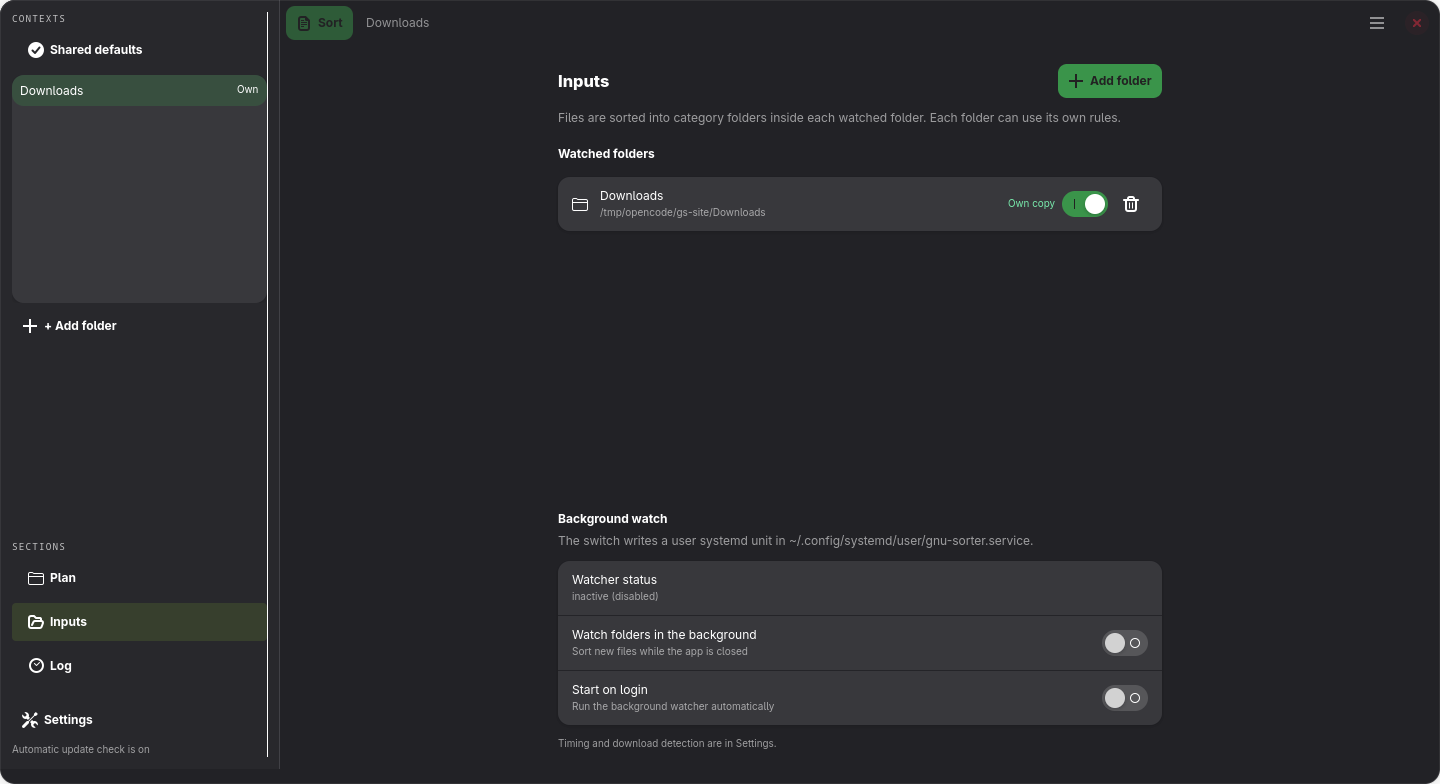 CONTEXTS
Shared defaults
Downloads Own
+ Add folder
SECTIONS
Plan
Inputs
Log
Settings
Automatic update check is on
Sort Downloads
Inputs
Add folder
Files are sorted into category folders inside each watched folder. Each folder can use its own rules.
Watched folders
Downloads
/tmp/opencode/gs-site/Downloads
Own copy
Background watch
The switch writes a user systemd unit in ~/.config/systemd/user/gnu-sorter.service.
Watcher status
inactive (disabled)
Watch folders in the background
Sort new files while the app is closed
Start on login
Run the background watcher automatically
Timing and download detection are in Settings.